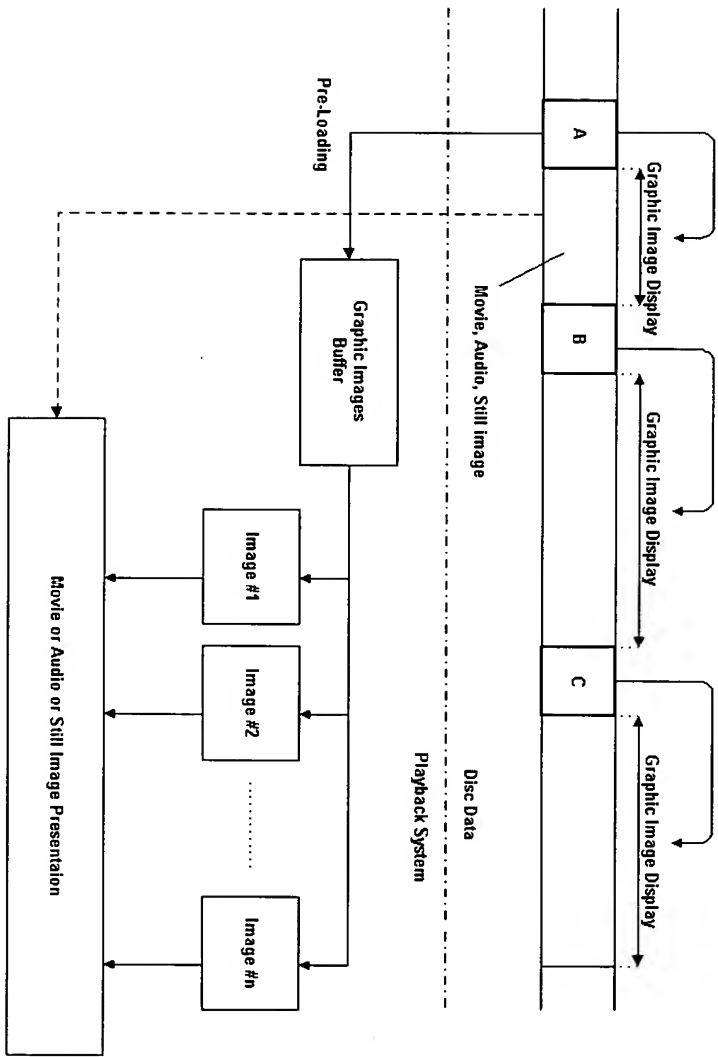 Graphic Image Display
Graphic Image Display
Graphic Image Display
A
B
C
Movie, Audio, Still image
Disc Data
Playback System
Pre-Loading
Graphic Images
Buffer
Image #1
Image #2
Image #n
Movie or Audio or Still Image Presentaion